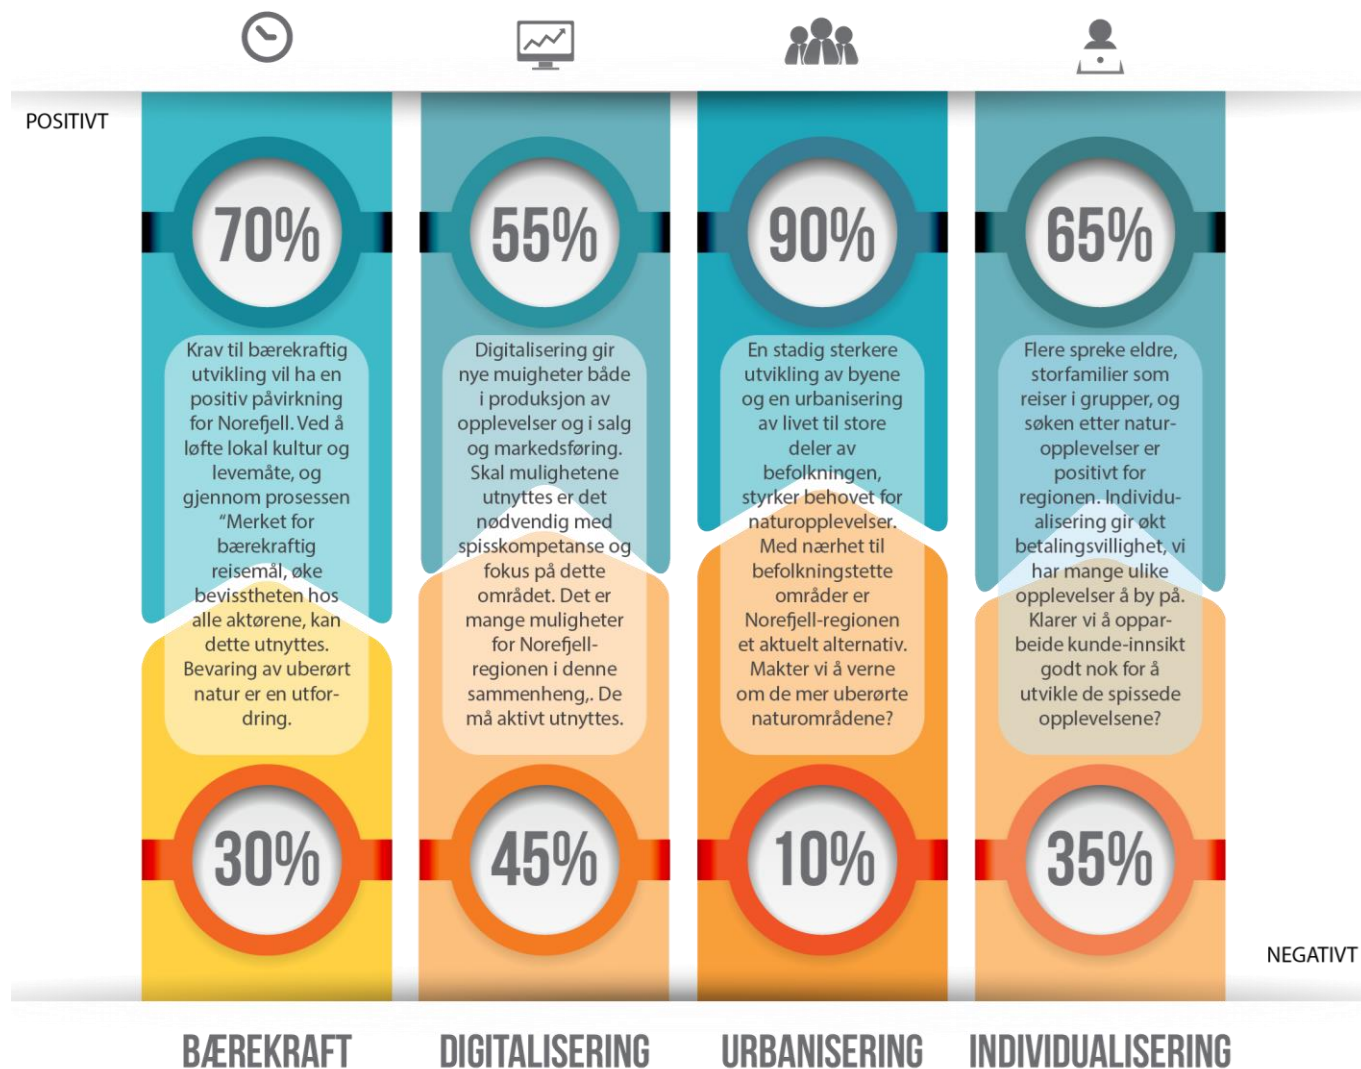 POSITIVT
70%
Krav til bærekraftig
utvikling vil ha en
positiv påvirkning
for Norefjell. Ved å
løfte lokal kultur og
levemåte, og
gjennom prosessen
“Merket for
bærekraftig
reisemål, øke
bevisstheten hos
alle aktørene, kan
dette utnyttes.
Bevaring av uberørt
natur er en utfor-
dring.
30%
BÆREKRAFT
55%
Digitalisering gir
nye muigheter både
i produksjon av
opplevelser og i salg
og markedsføring.
Skal mulighetene
utnyttes er det
nødvendig med
spisskompetanse og
fokus på dette
området. Det er
mange muligheter
for Norefjell-
regionen i denne
sammenheng,. De
må aktivt utnyttes.
45%
DIGITALISERING
90%
En stadig sterkere
utvikling av byene
og en urbanisering
av livet til store
deler av
befolkningen,
styrker behovet for
naturopplevelser.
Med nærhet til
befolkningstette
områder er
Norefjell-regionen
et aktuelt alternativ.
Makter vi å verne
om de mer uberørte
naturområdene?
10%
URBANISERING
65%
Flere spreke eldre,
storfamilier som
reiser i grupper, og
søken etter natur-
opplevelser er
positivt for
regionen. Individu-
alisering gir økt
betalingsvillighet, vi
har mange ulike
opplevelser å by på.
Klarer vi å oppar-
beide kunde-innsikt
godt nok for å
utvikle de spissede
opplevelsene?
35%
INDIVIDUALISERING
NEGATIVT